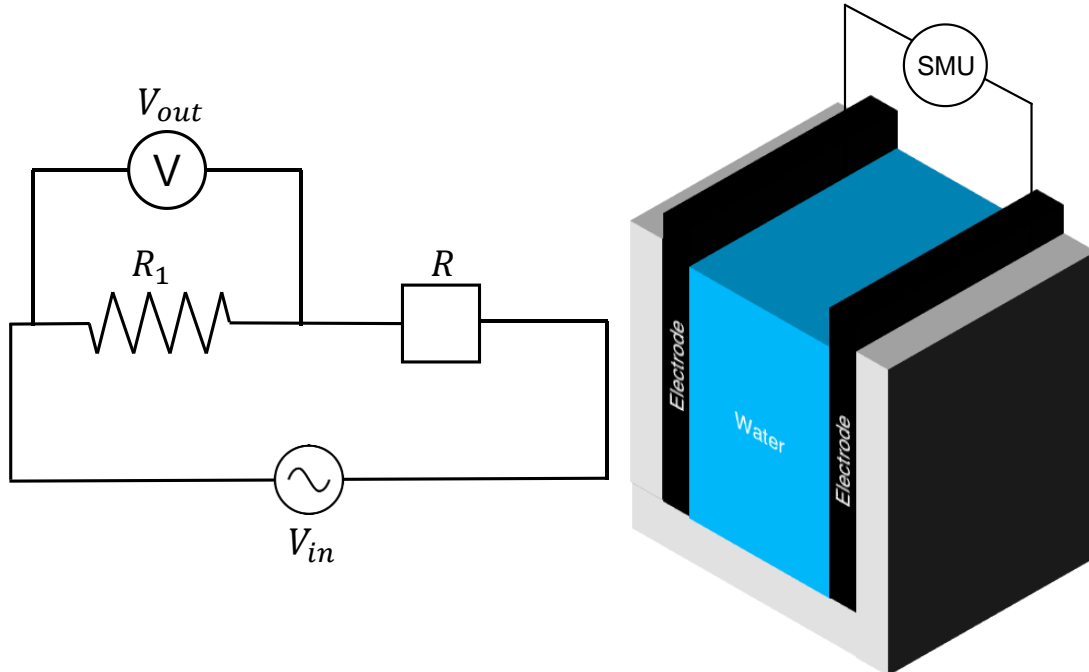 V_out
V
R_1
R
V_in
SMU
Electrode
Water
Electrode